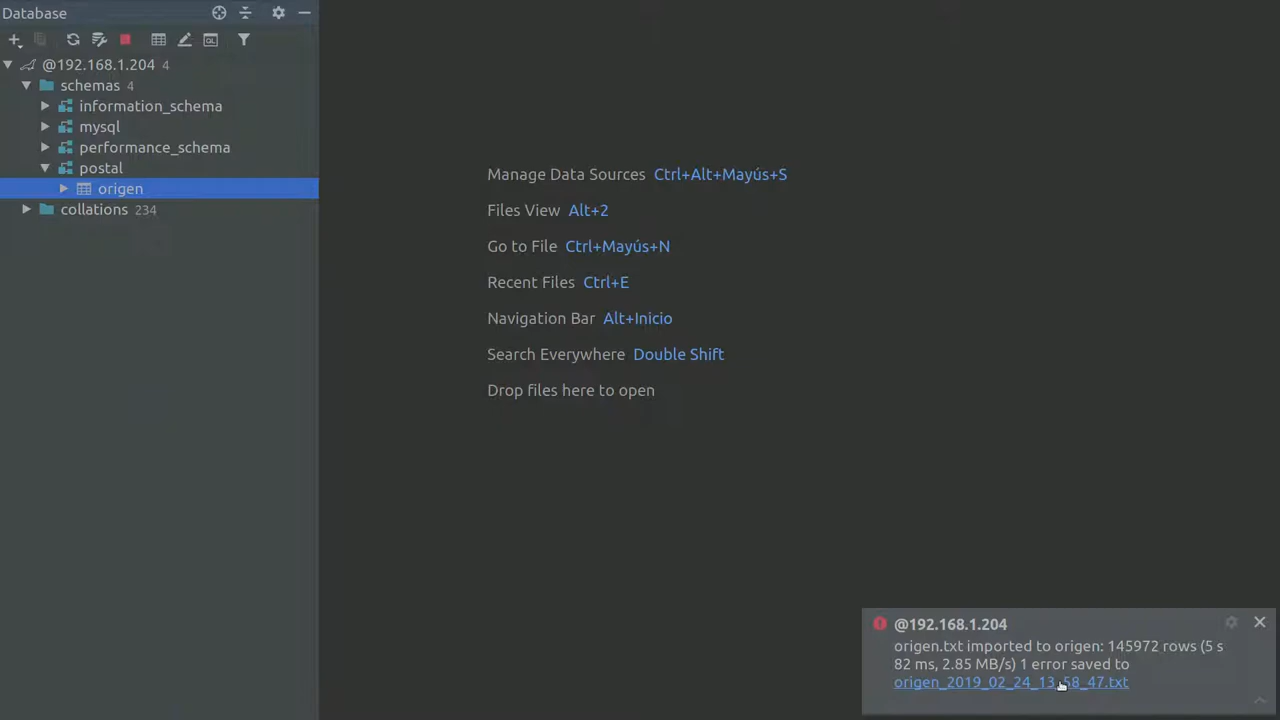 Database
@192.168.1.204 4
schemas 4
information_schema
mysql
performance_schema
postal
origen
collations 234
Manage Data Sources Ctrl+Alt+Mayús+S
Files View Alt+2
Go to File Ctrl+Mayús+N
Recent Files Ctrl+E
Navigation Bar Alt+Inicio
Search Everywhere Double Shift
Drop files here to open
@192.168.1.204
origen.txt imported to origen: 145972 rows (5 s
82 ms, 2.85 MB/s) 1 error saved to
origen_2019_02_24_13_58_47.txt